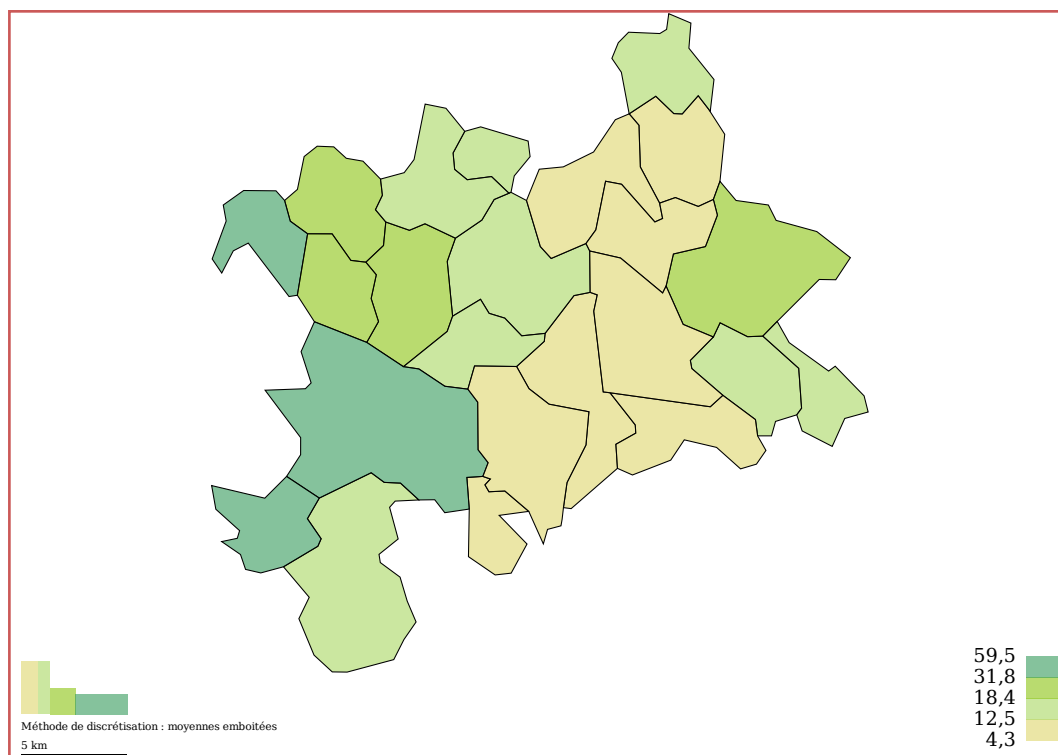 59,5
31,8
18,4
12,5
4,3
Méthode de discrétisation : moyennes emboitées
5 km